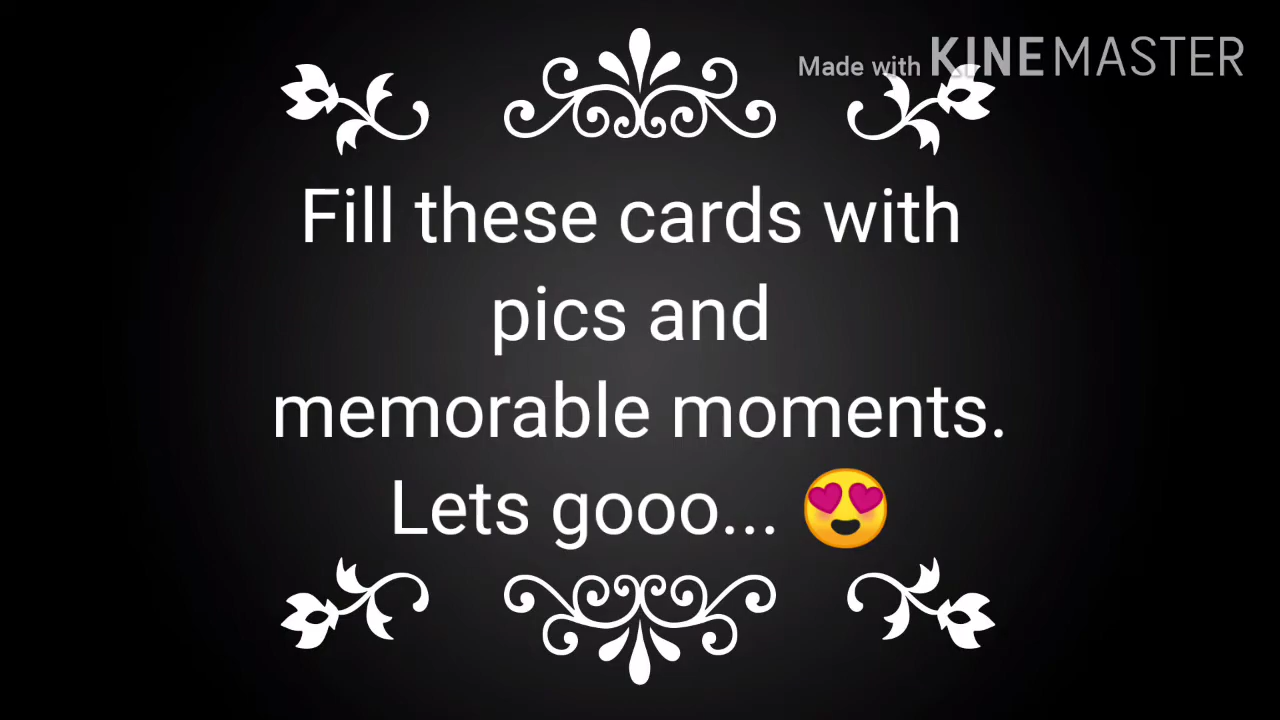 Made with KINEMASTER
Fill these cards with
pics and
memorable moments.
Lets gooo... 😍